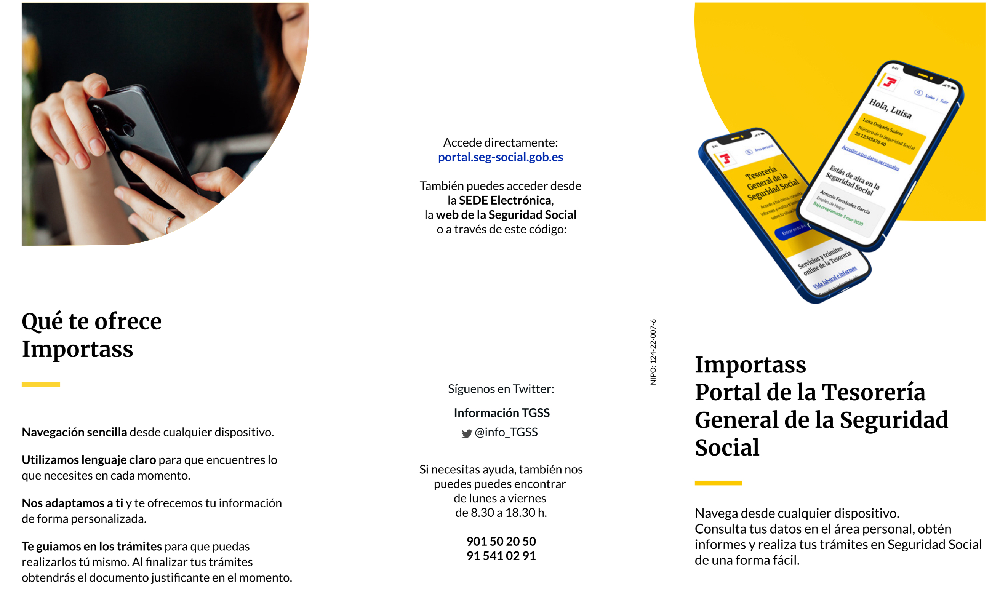 Qué te ofrece
Importass
Navegación sencilla desde cualquier dispositivo.
Utilizamos lenguaje claro para que encuentres lo
que necesites en cada momento.
Nos adaptamos a ti y te ofrecemos tu información
de forma personalizada.
Te guiamos en los trámites para que puedas
realizarlos tú mismo. Al finalizar tus trámites
obtendrás el documento justificante en el momento.
Accede directamente:
portal.seg-social.gob.es
También puedes acceder desde
la SEDE Electrónica,
la web de la Seguridad Social
o a través de este código:
Síguenos en Twitter:
Información TGSS
@info_TGSS
Si necesitas ayuda, también nos
puedes puedes encontrar
de lunes a viernes
de 8.30 a 18.30 h.
901 50 20 50
91 541 02 91
NIPO: 124-22-007-6
9:41
Área personal
Tesorería
General de la
Seguridad Social
Accede a tus datos, consulta
informes y realiza trámites
sobre tu situación
Entrar en tu
Servicios y trámites
online de la Tesorería
Vida laboral e informes
9:41
Luisa | Salir
Hola, Luisa
Luisa Delgado Suárez
Número de la Seguridad Social
28 12345678 40
Acceder a tus datos personales
Estás de alta en la
Seguridad Social
Antonio Fernández García
Empleo de Hogar
Baja programada: 5 mar 2020
Importass
Portal de la Tesorería
General de la Seguridad
Social
Navega desde cualquier dispositivo.
Consulta tus datos en el área personal, obtén
informes y realiza tus trámites en Seguridad Social
de una forma fácil.